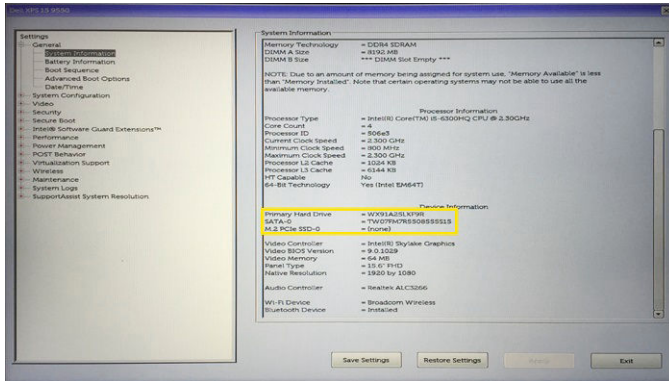 Dell XPS 15 9550
Settings
General
System Information
Battery Information
Boot Sequence
Advanced Boot Options
Date/Time
System Configuration
Video
Security
Secure Boot
Intel® Software Guard Extensions™
Performance
Power Management
POST Behavior
Virtualization Support
Wireless
Maintenance
System Logs
SupportAssist System Resolution
System Information
Memory Technology = DDR4 SDRAM
DIMM A Size = 8192 MB
DIMM B Size *** DIMM Slot Empty ***
NOTE: Due to an amount of memory being assigned for system use, "Memory Available" is less
than "Memory Installed". Note that certain operating systems may not be able to use all the
available memory.
Processor Information
Processor Type = Intel(R) Core(TM) i5-6300HQ CPU @ 2.30GHz
Core Count = 4
Processor ID = 506e3
Current Clock Speed = 2.300 GHz
Minimum Clock Speed = 800 MHz
Maximum Clock Speed = 2.300 GHz
Processor L2 Cache = 1024 KB
Processor L3 Cache = 6144 KB
HT Capable No
64-Bit Technology Yes (Intel EM64T)
Device Information
Primary Hard Drive =
SATA-0 =
M.2 PCIe SSD-0 = (none)
Video Controller = Intel(R) Skylake Graphics
Video BIOS Version = 9.0.1029
Video Memory = 64 MB
Panel Type = 15.6" FHD
Native Resolution = 1920 by 1080
Audio Controller = Realtek ALC3266
Wi-Fi Device = Broadcom Wireless
Bluetooth Device = Installed
Save Settings
Restore Settings
Apply
Exit